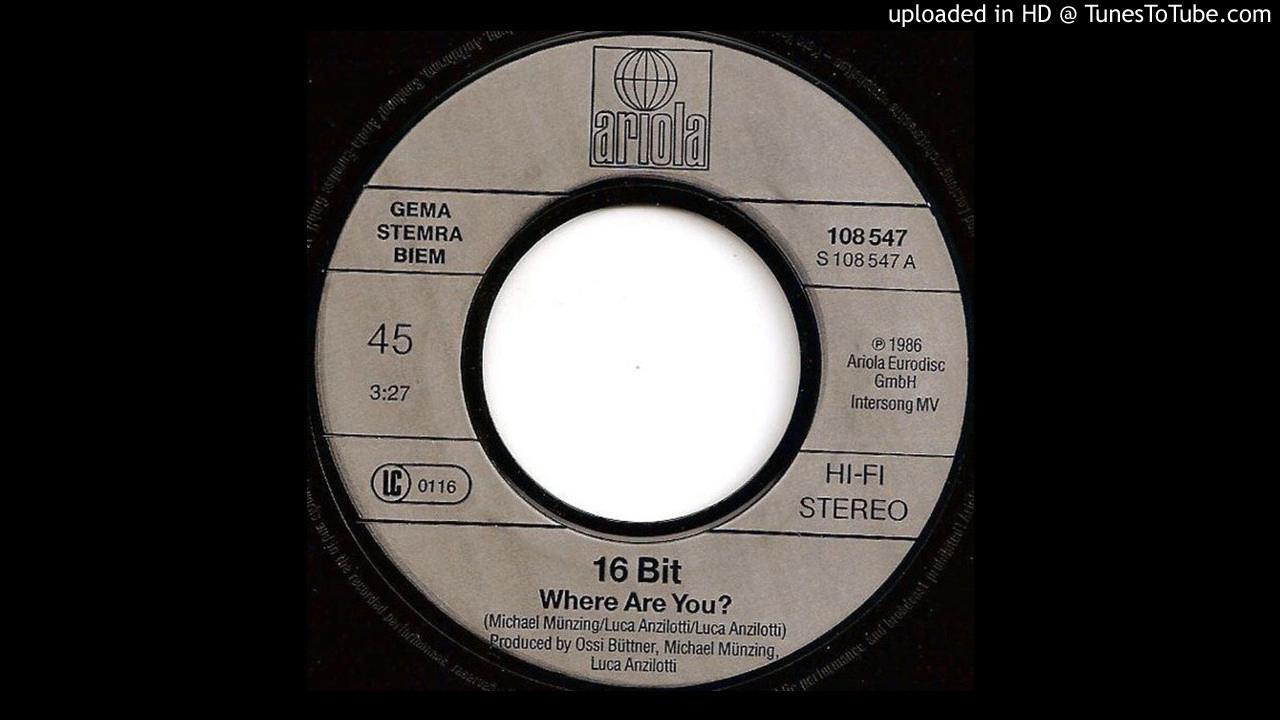 uploaded in HD @ TunesToTube.com
ariola
GEMA
STEMRA
BIEM
108 547
S 108 547 A
45
3:27
℗ 1986
Ariola Eurodisc
GmbH
Intersong MV
LC 0116
HI-FI
STEREO
16 Bit
Where Are You?
(Michael Münzing/Luca Anzilotti/Luca Anzilotti)
Produced by Ossi Büttner, Michael Münzing,
Luca Anzilotti